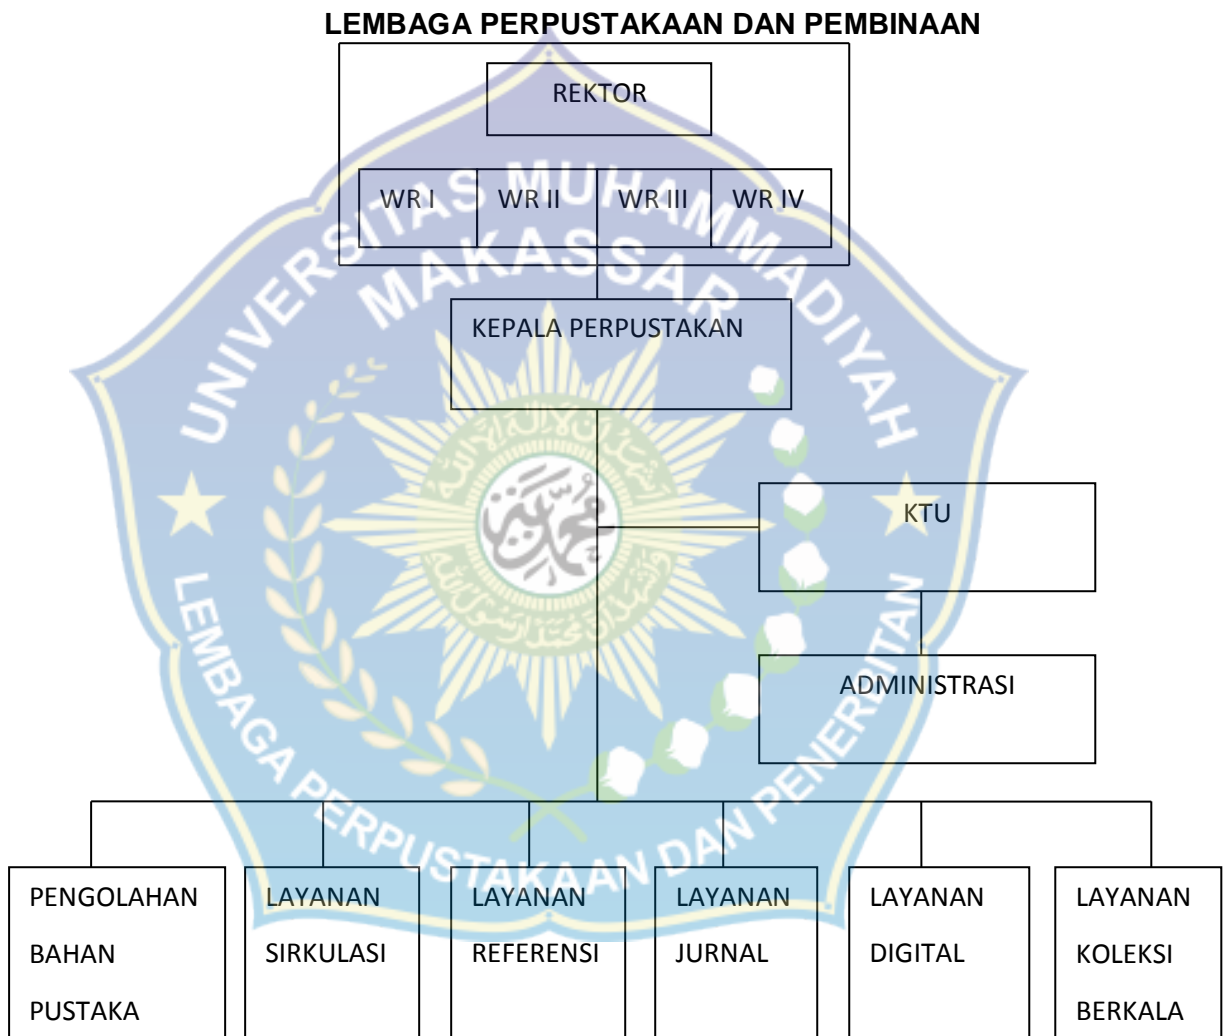 LEMBAGA PERPUSTAKAAN DAN PEMBINAAN
REKTOR
WR I
WR II
WR III
WR IV
UNIVERSITAS MUHAMMADIYAH
MAKASSAR
KEPALA PERPUSTAKAN
محمد
KTU
ADMINISTRASI
LEMBAGA PERPUSTAKAAN DAN PENERBITAN
PENGOLAHAN
BAHAN
PUSTAKA
LAYANAN
SIRKULASI
LAYANAN
REFERENSI
LAYANAN
JURNAL
LAYANAN
DIGITAL
LAYANAN
KOLEKSI
BERKALA